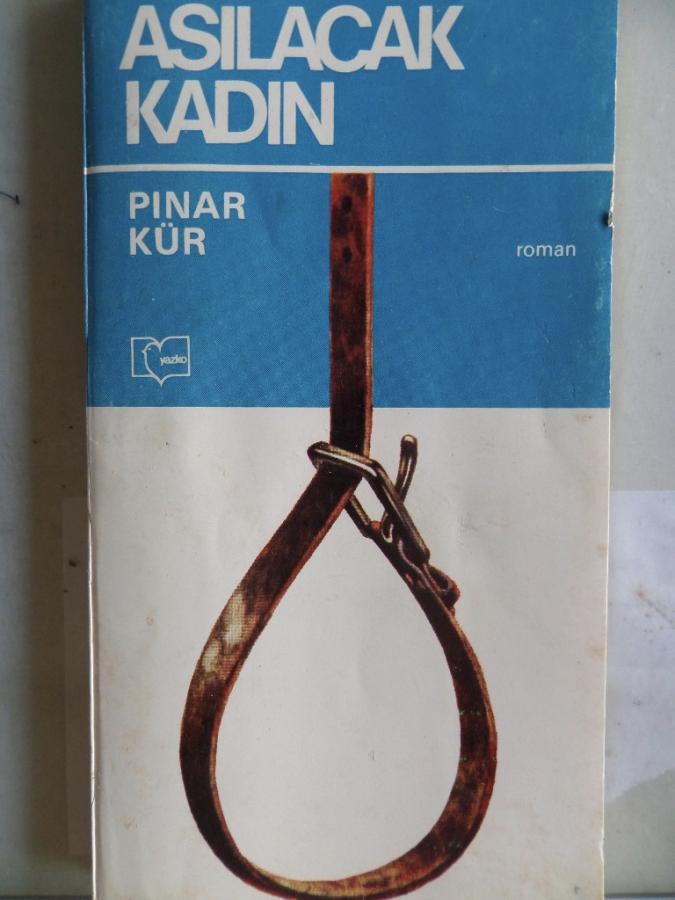 ASILACAK
KADIN
PINAR
KÜR
roman
yazko